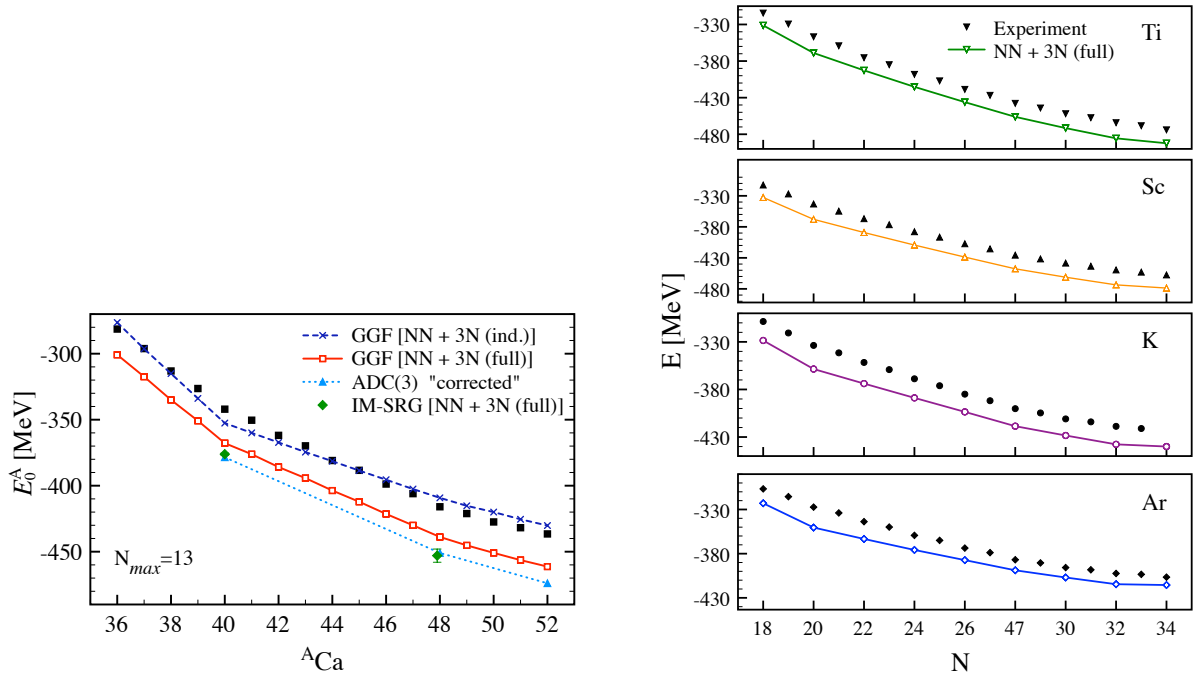 GGF [NN + 3N (ind.)]
GGF [NN + 3N (full)]
ADC(3) "corrected"
IM-SRG [NN + 3N (full)]
-300
-350
-400
-450
E₀ᴬ [MeV]
Nmax=13
36 38 40 42 44 46 48 50 52
ᴬCa
Experiment
NN + 3N (full)
Ti
-330
-380
-430
-480
Sc
-330
-380
-430
-480
K
-330
-380
-430
Ar
-330
-380
-430
E [MeV]
18 20 22 24 26 47 30 32 34
N